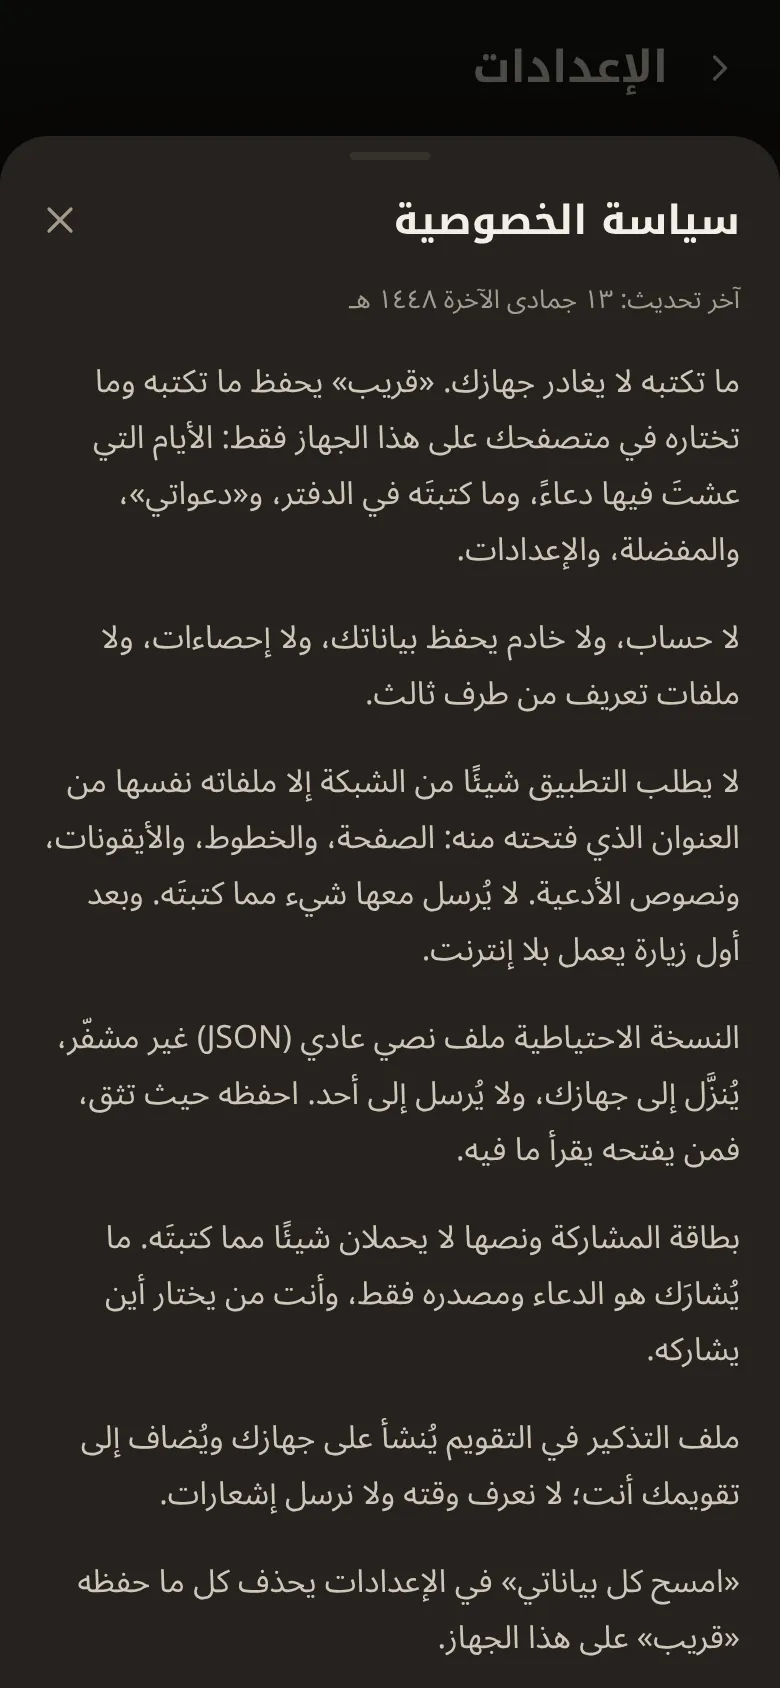 الإعدادات
سياسة الخصوصية
آخر تحديث: ١٣ جمادى الآخرة ١٤٤٨ هـ
ما تكتبه لا يغادر جهازك. «قريب» يحفظ ما تكتبه وما
تختاره في متصفحك على هذا الجهاز فقط: الأيام التي
عشتَ فيها دعاءً، وما كتبتَه في الدفتر، و«دعواتي»،
والمفضلة، والإعدادات.
لا حساب، ولا خادم يحفظ بياناتك، ولا إحصاءات، ولا
ملفات تعريف من طرف ثالث.
لا يطلب التطبيق شيئًا من الشبكة إلا ملفاته نفسها من
العنوان الذي فتحته منه: الصفحة، والخطوط، والأيقونات،
ونصوص الأدعية. لا يُرسل معها شيء مما كتبتَه. وبعد
أول زيارة يعمل بلا إنترنت.
النسخة الاحتياطية ملف نصي عادي (JSON) غير مشفّر،
يُنزَّل إلى جهازك، ولا يُرسل إلى أحد. احفظه حيث تثق،
فمن يفتحه يقرأ ما فيه.
بطاقة المشاركة ونصها لا يحملان شيئًا مما كتبتَه. ما
يُشارَك هو الدعاء ومصدره فقط، وأنت من يختار أين
يشاركه.
ملف التذكير في التقويم يُنشأ على جهازك ويُضاف إلى
تقويمك أنت؛ لا نعرف وقته ولا نرسل إشعارات.
«امسح كل بياناتي» في الإعدادات يحذف كل ما حفظه
«قريب» على هذا الجهاز.